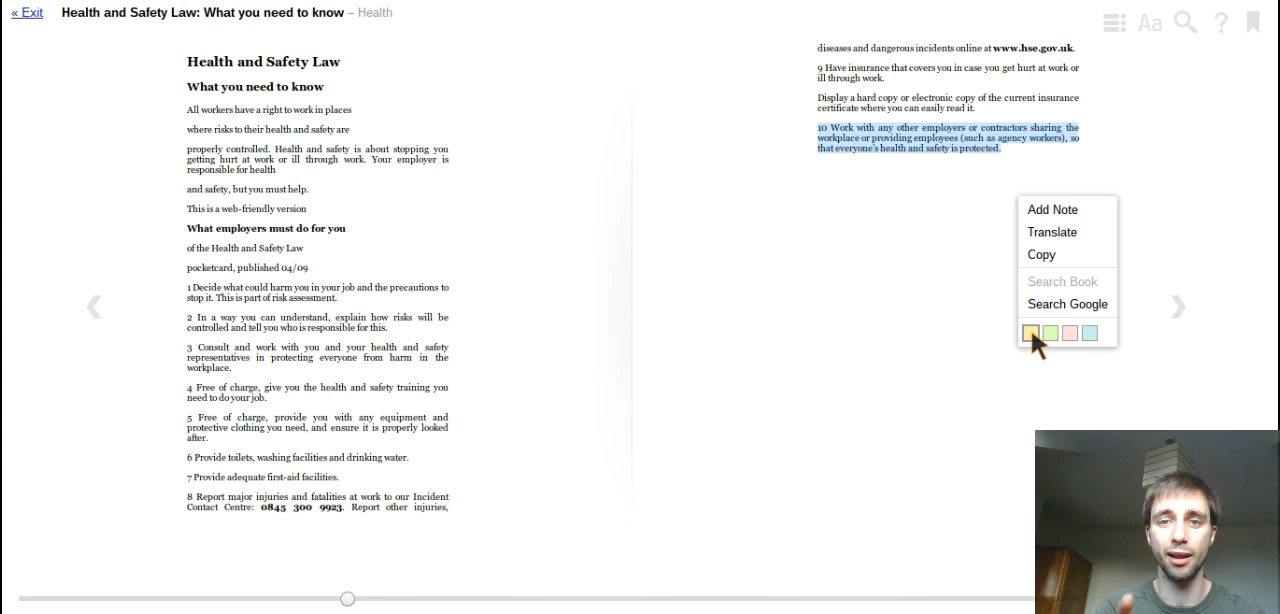 « Exit Health and Safety Law: What you need to know – Health
Aa ?
Health and Safety Law
What you need to know
All workers have a right to work in places
where risks to their health and safety are
properly controlled. Health and safety is about stopping you
getting hurt at work or ill through work. Your employer is
responsible for health
and safety, but you must help.
This is a web-friendly version
What employers must do for you
of the Health and Safety Law
pocketcard, published 04/09
1 Decide what could harm you in your job and the precautions to
stop it. This is part of risk assessment.
2 In a way you can understand, explain how risks will be
controlled and tell you who is responsible for this.
3 Consult and work with you and your health and safety
representatives in protecting everyone from harm in the
workplace.
4 Free of charge, give you the health and safety training you
need to do your job.
5 Free of charge, provide you with any equipment and
protective clothing you need, and ensure it is properly looked
after.
6 Provide toilets, washing facilities and drinking water.
7 Provide adequate first-aid facilities.
8 Report major injuries and fatalities at work to our Incident
Contact Centre: 0845 300 9923. Report other injuries,
diseases and dangerous incidents online at www.hse.gov.uk.
9 Have insurance that covers you in case you get hurt at work or
ill through work.
Display a hard copy or electronic copy of the current insurance
certificate where you can easily read it.
10 Work with any other employers or contractors sharing the
workplace or providing employees (such as agency workers), so
that everyone's health and safety is protected.
Add Note
Translate
Copy
Search Book
Search Google